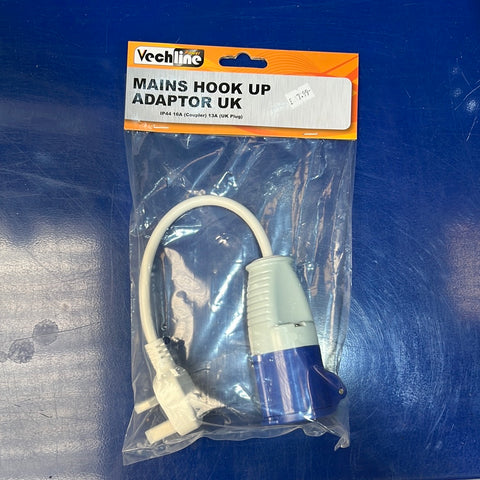 Vechline
MAINS HOOK UP
ADAPTOR UK
IP44 16A (Coupler) 13A (UK Plug)